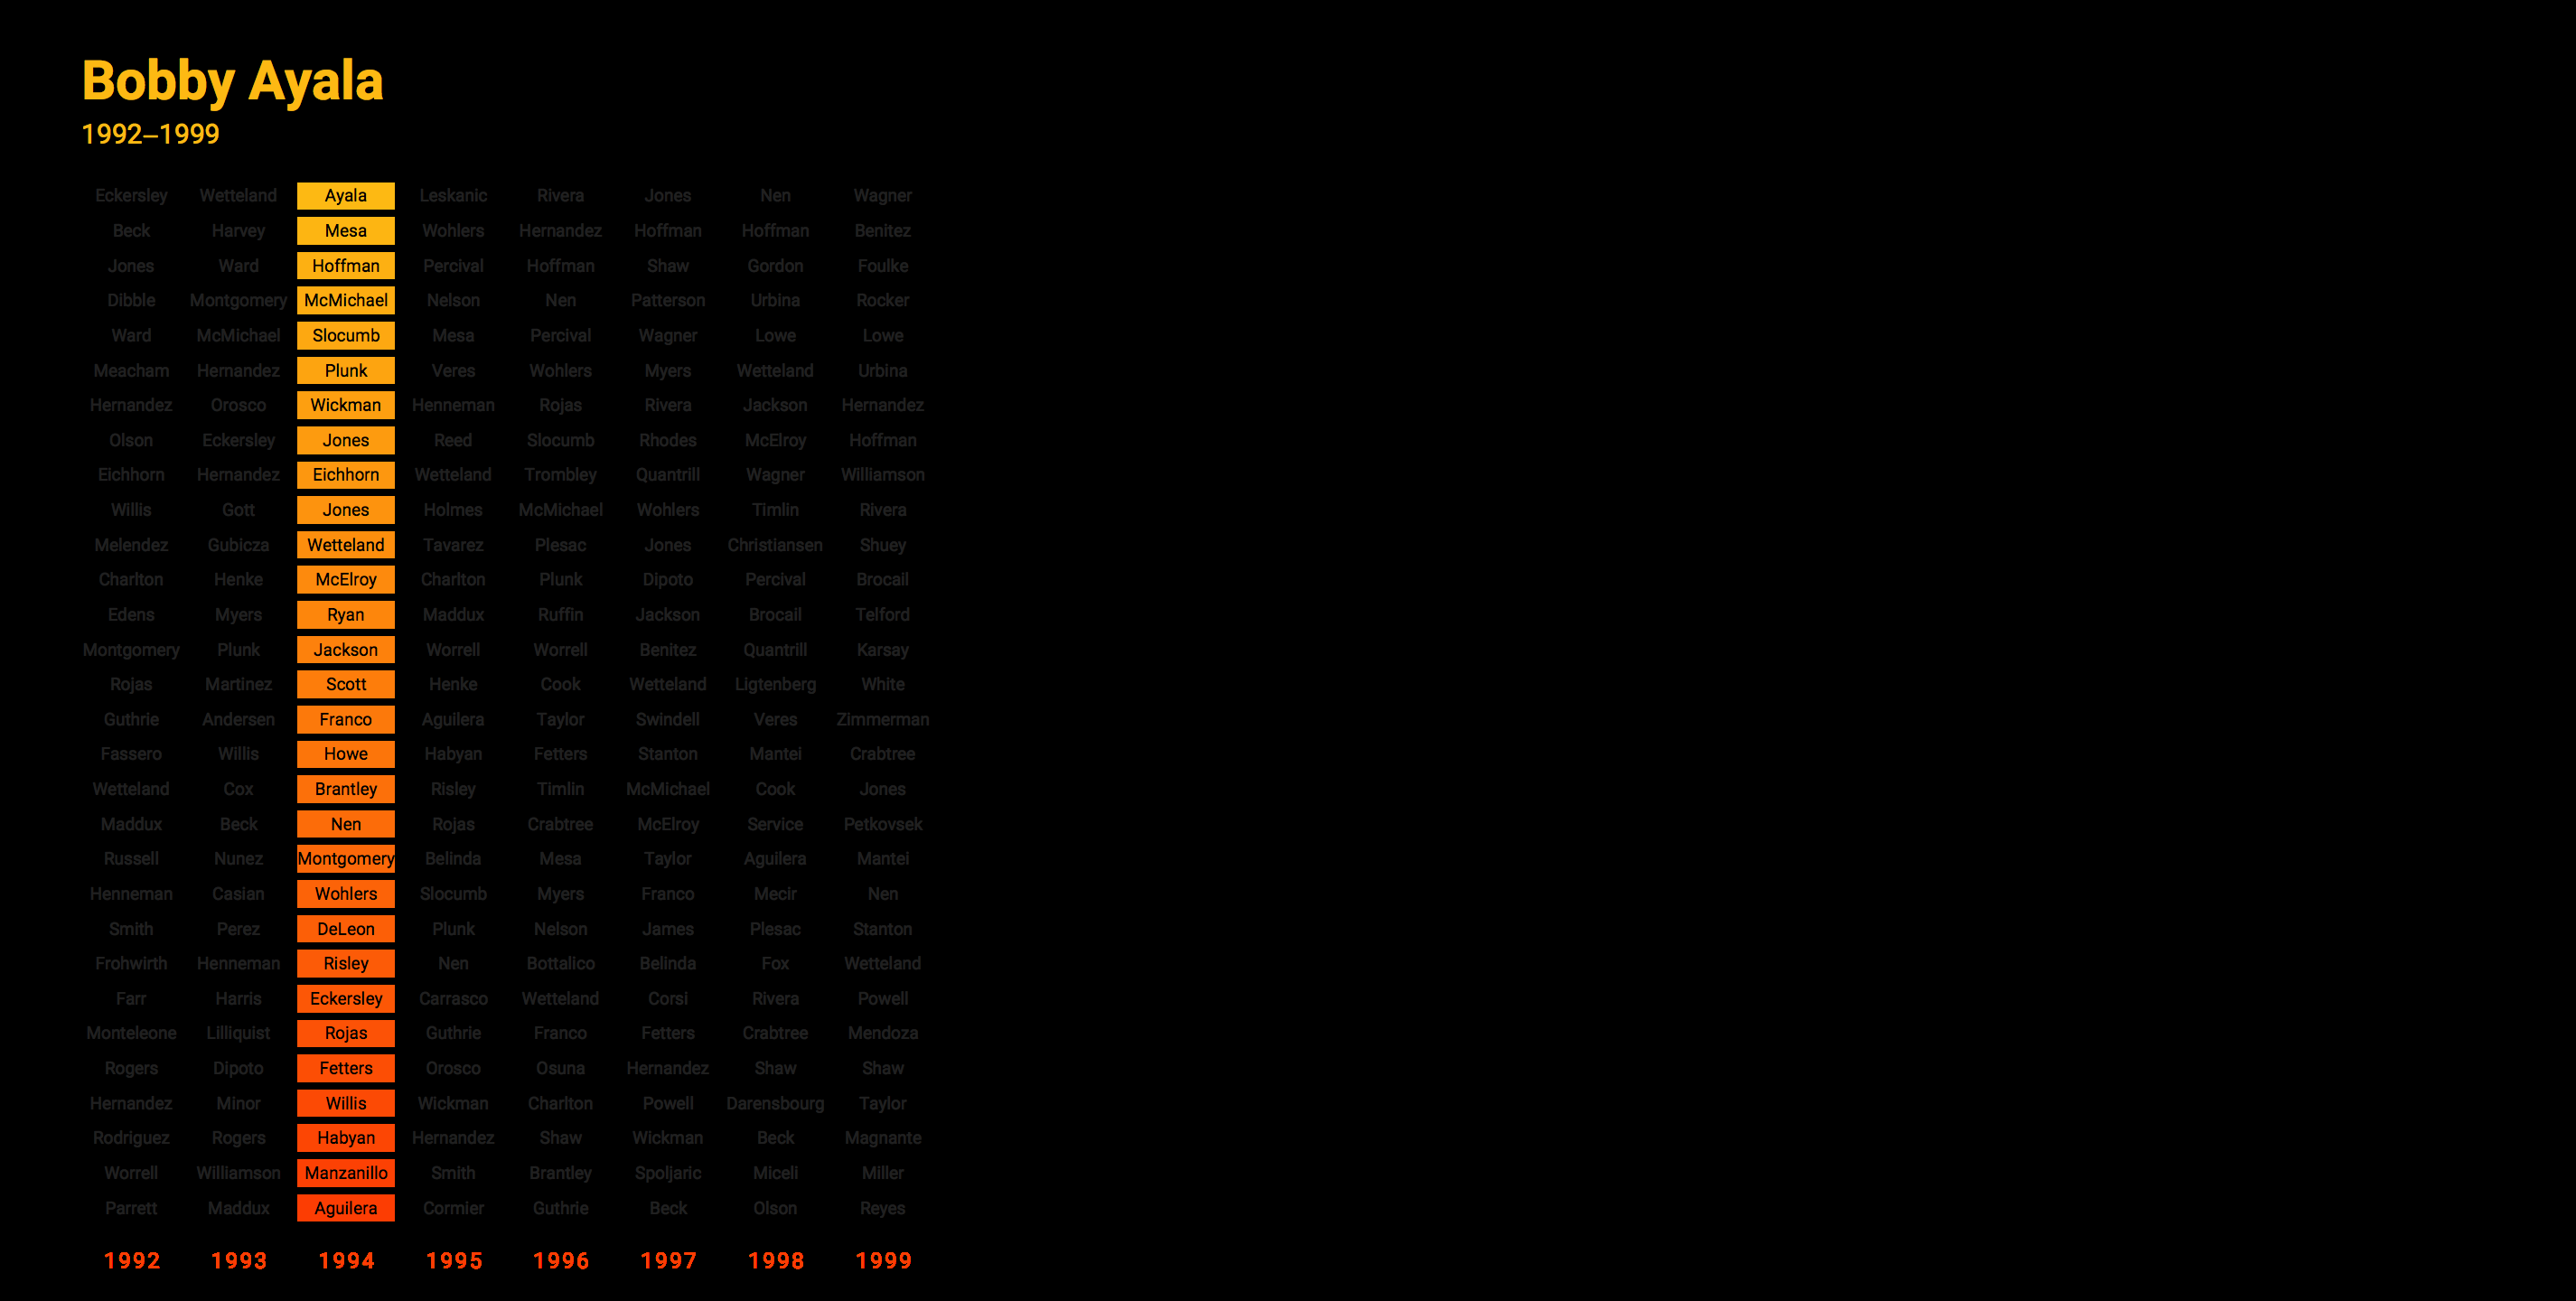 Bobby Ayala
1992–1999
Eckersley Wetteland Ayala Leskanic Rivera Jones Nen Wagner
Beck Harvey Mesa Wohlers Hernandez Hoffman Hoffman Benitez
Jones Ward Hoffman Percival Hoffman Shaw Gordon Foulke
Dibble Montgomery McMichael Nelson Nen Patterson Urbina Rocker
Ward McMichael Slocumb Mesa Percival Wagner Lowe Lowe
Meacham Hernandez Plunk Veres Wohlers Myers Wetteland Urbina
Hernandez Orosco Wickman Henneman Rojas Rivera Jackson Hernandez
Olson Eckersley Jones Reed Slocumb Rhodes McElroy Hoffman
Eichhorn Hernandez Eichhorn Wetteland Trombley Quantrill Wagner Williamson
Willis Gott Jones Holmes McMichael Wohlers Timlin Rivera
Melendez Gubicza Wetteland Tavarez Plesac Jones Christiansen Shuey
Charlton Henke McElroy Charlton Plunk Dipoto Percival Brocail
Edens Myers Ryan Maddux Ruffin Jackson Brocail Telford
Montgomery Plunk Jackson Worrell Worrell Benitez Quantrill Karsay
Rojas Martinez Scott Henke Cook Wetteland Ligtenberg White
Guthrie Andersen Franco Aguilera Taylor Swindell Veres Zimmerman
Fassero Willis Howe Habyan Fetters Stanton Mantei Crabtree
Wetteland Cox Brantley Risley Timlin McMichael Cook Jones
Maddux Beck Nen Rojas Crabtree McElroy Service Petkovsek
Russell Nunez Montgomery Belinda Mesa Taylor Aguilera Mantei
Henneman Casian Wohlers Slocumb Myers Franco Mecir Nen
Smith Perez DeLeon Plunk Nelson James Plesac Stanton
Frohwirth Henneman Risley Nen Bottalico Belinda Fox Wetteland
Farr Harris Eckersley Carrasco Wetteland Corsi Rivera Powell
Monteleone Lilliquist Rojas Guthrie Franco Fetters Crabtree Mendoza
Rogers Dipoto Fetters Orosco Osuna Hernandez Shaw Shaw
Hernandez Minor Willis Wickman Charlton Powell Darensbourg Taylor
Rodriguez Rogers Habyan Hernandez Shaw Wickman Beck Magnante
Worrell Williamson Manzanillo Smith Brantley Spoljaric Miceli Miller
Parrett Maddux Aguilera Cormier Guthrie Beck Olson Reyes
1992 1993 1994 1995 1996 1997 1998 1999